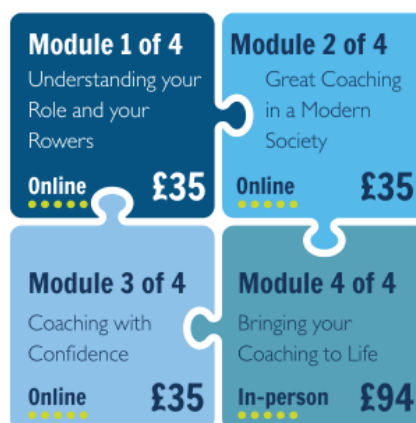 Module 1 of 4
Understanding your
Role and your
Rowers
Online £35
Module 2 of 4
Great Coaching
in a Modern
Society
Online £35
Module 3 of 4
Coaching with
Confidence
Online £35
Module 4 of 4
Bringing your
Coaching to Life
In-person £94